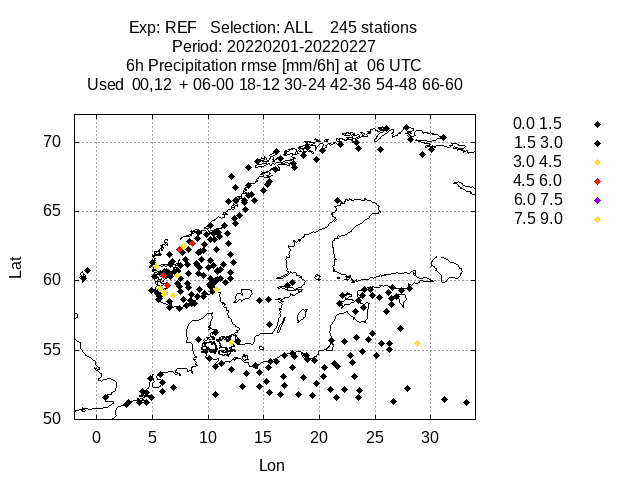 Exp: REF   Selection: ALL    245 stations
Period: 20220201-20220227
6h Precipitation rmse [mm/6h] at  06 UTC
Used  00,12  + 06-00 18-12 30-24 42-36 54-48 66-60
0.0 1.5
1.5 3.0
3.0 4.5
4.5 6.0
6.0 7.5
7.5 9.0
70
65
60
55
50
Lat
0 5 10 15 20 25 30
Lon